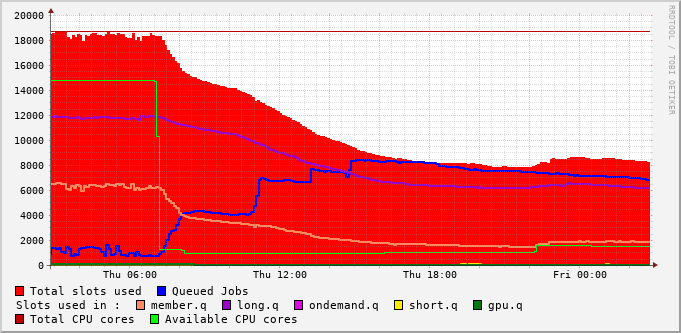 20000
18000
16000
14000
12000
10000
8000
6000
4000
2000
0
Thu 06:00 Thu 12:00 Thu 18:00 Fri 00:00
RRDTOOL / TOBI OETIKER
Total slots used Queued Jobs
Slots used in : member.q long.q ondemand.q short.q gpu.q
Total CPU cores Available CPU cores